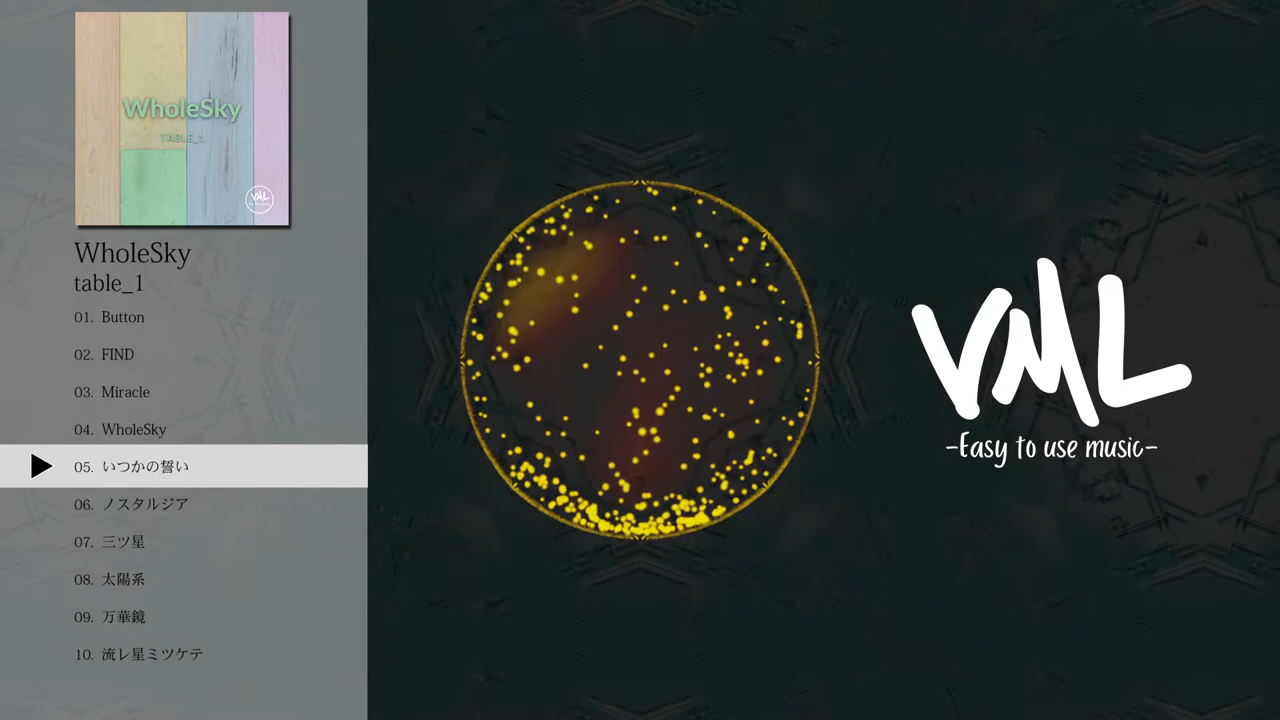 WholeSky
TABLE_1
VML
WholeSky
table_1
01. Button
02. FIND
03. Miracle
04. WholeSky
05. いつかの誓い
06. ノスタルジア
07. 三ツ星
08. 太陽系
09. 万華鏡
10. 流レ星ミツケテ
VML
-Easy to use music-